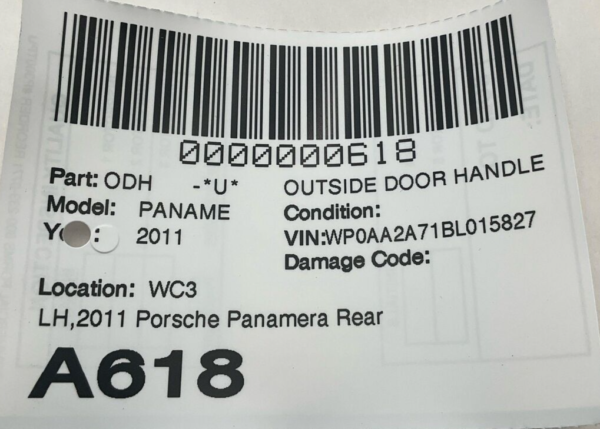 0000000618
Part: ODH -*U* OUTSIDE DOOR HANDLE
Model: PANAME Condition:
2011 VIN:WP0AA2A71BL015827
Damage Code:
Location: WC3
LH,2011 Porsche Panamera Rear
A618